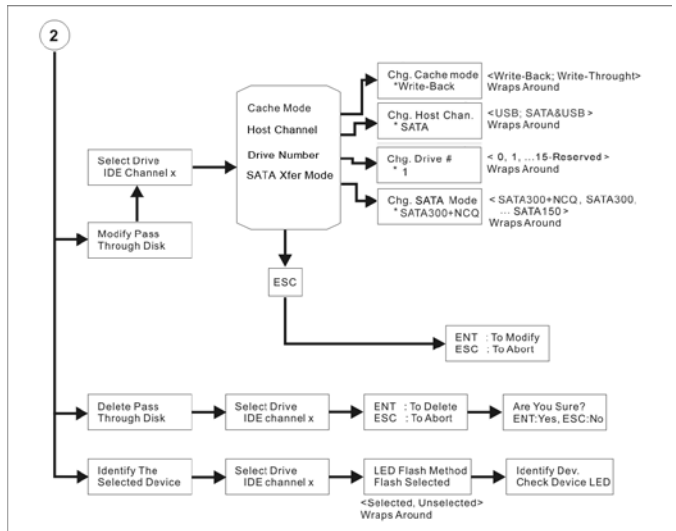 2
Chg. Cache mode
*Write-Back
<Write-Back; Write-Throught>
Wraps Around
Cache Mode
Host Channel
Drive Number
SATA Xfer Mode
Chg. Host Chan.
* SATA
<USB; SATA&USB >
Wraps Around
Select Drive
IDE Channel x
Chg. Drive #
* 1
< 0, 1, ...15-Reserved>
Wraps Around
Chg. SATA Mode
* SATA300+NCQ
< SATA300+NCQ, SATA300,
... SATA150>
Wraps Around
Modify Pass
Through Disk
ESC
ENT : To Modify
ESC : To Abort
Delete Pass
Through Disk
Select Drive
IDE channel x
ENT : To Delete
ESC : To Abort
Are You Sure?
ENT:Yes, ESC:No
Identify The
Selected Device
Select Drive
IDE channel x
LED Flash Method
Flash Selected
<Selected, Unselected>
Wraps Around
Identify Dev.
Check Device LED